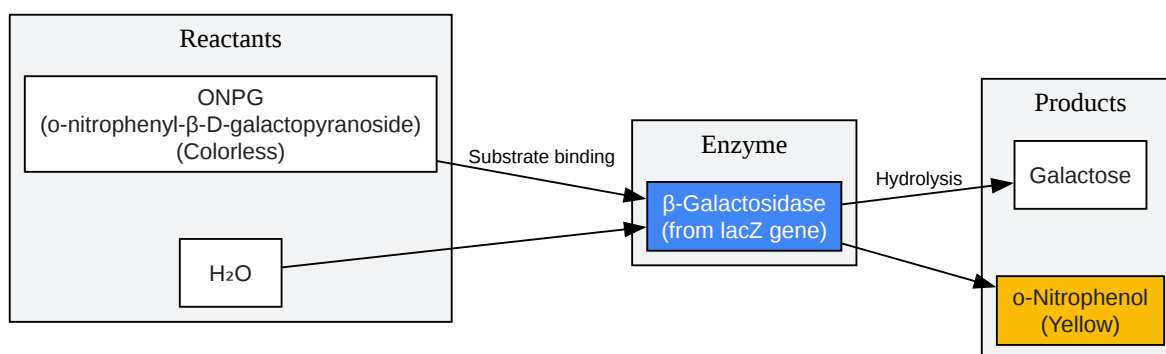 Reactants
ONPG
(o-nitrophenyl-β-D-galactopyranoside)
(Colorless)
H₂O
Substrate binding
Enzyme
β-Galactosidase
(from lacZ gene)
Hydrolysis
Products
Galactose
o-Nitrophenol
(Yellow)